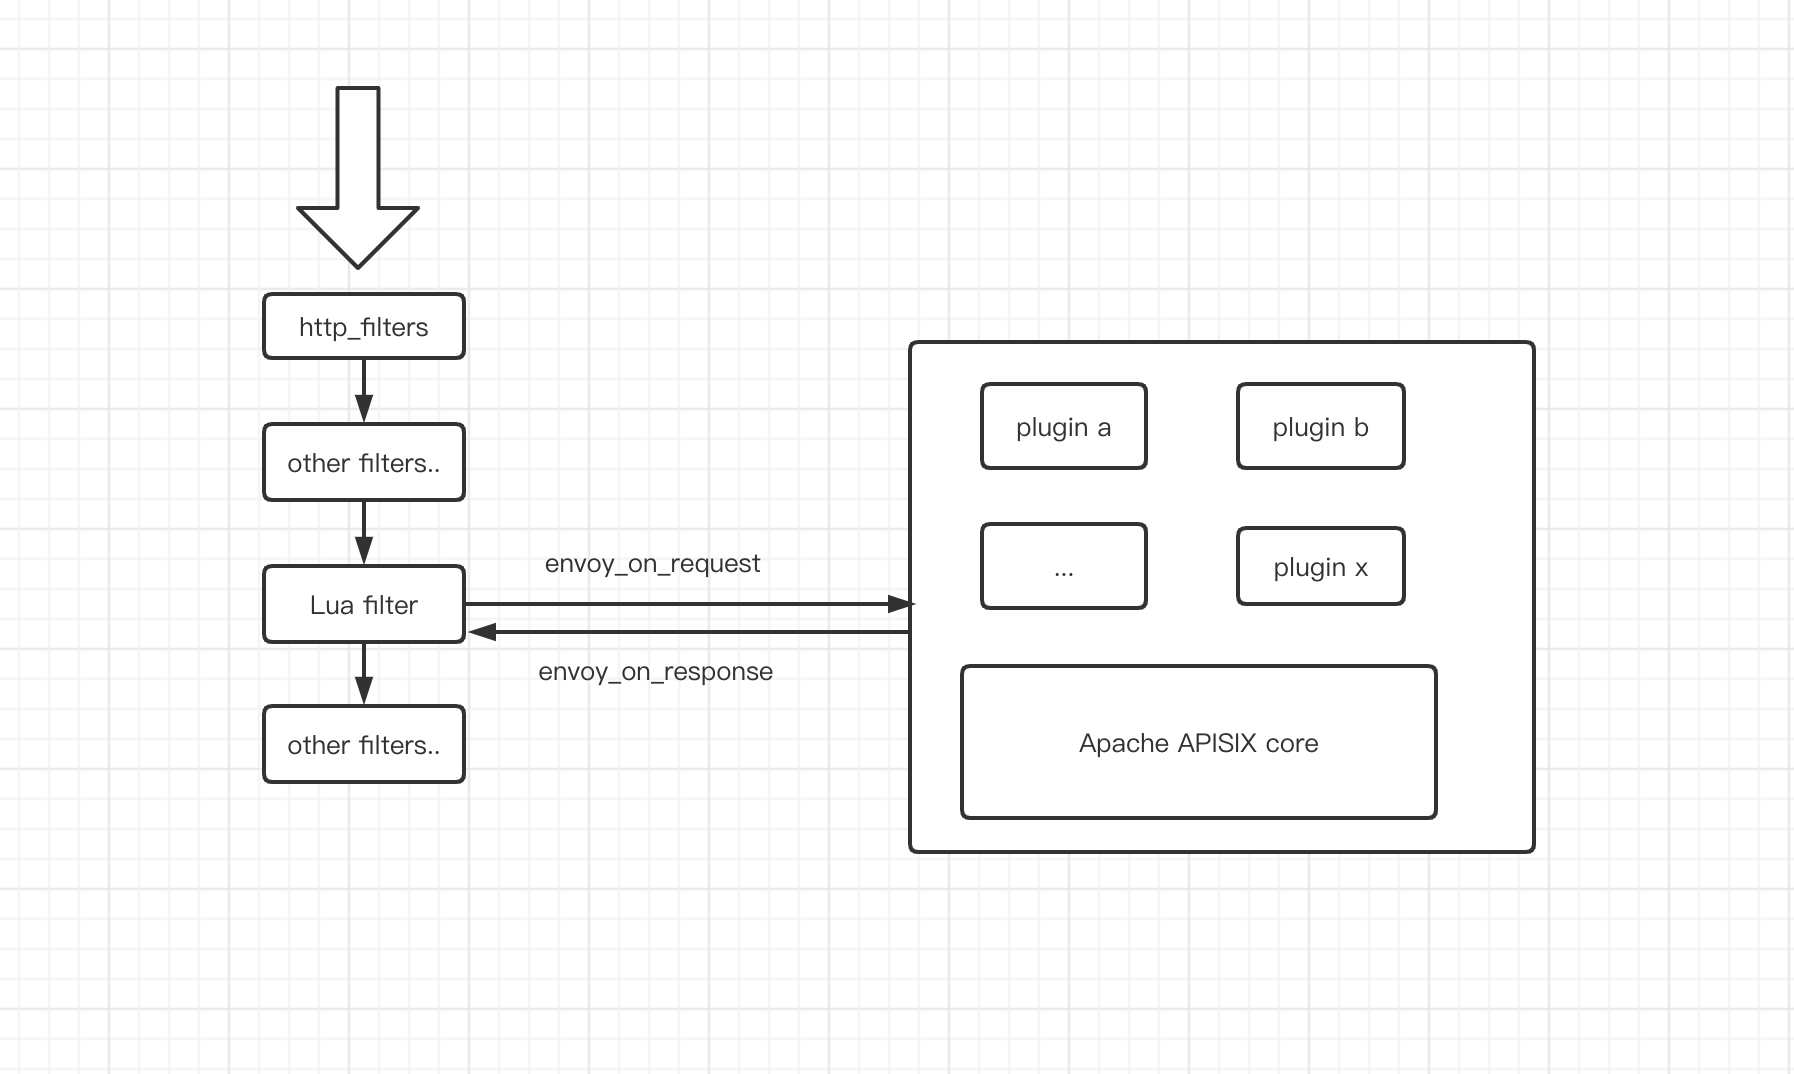 http_filters
other filters..
Lua filter
other filters..
envoy_on_request
envoy_on_response
plugin a
plugin b
...
plugin x
Apache APISIX core